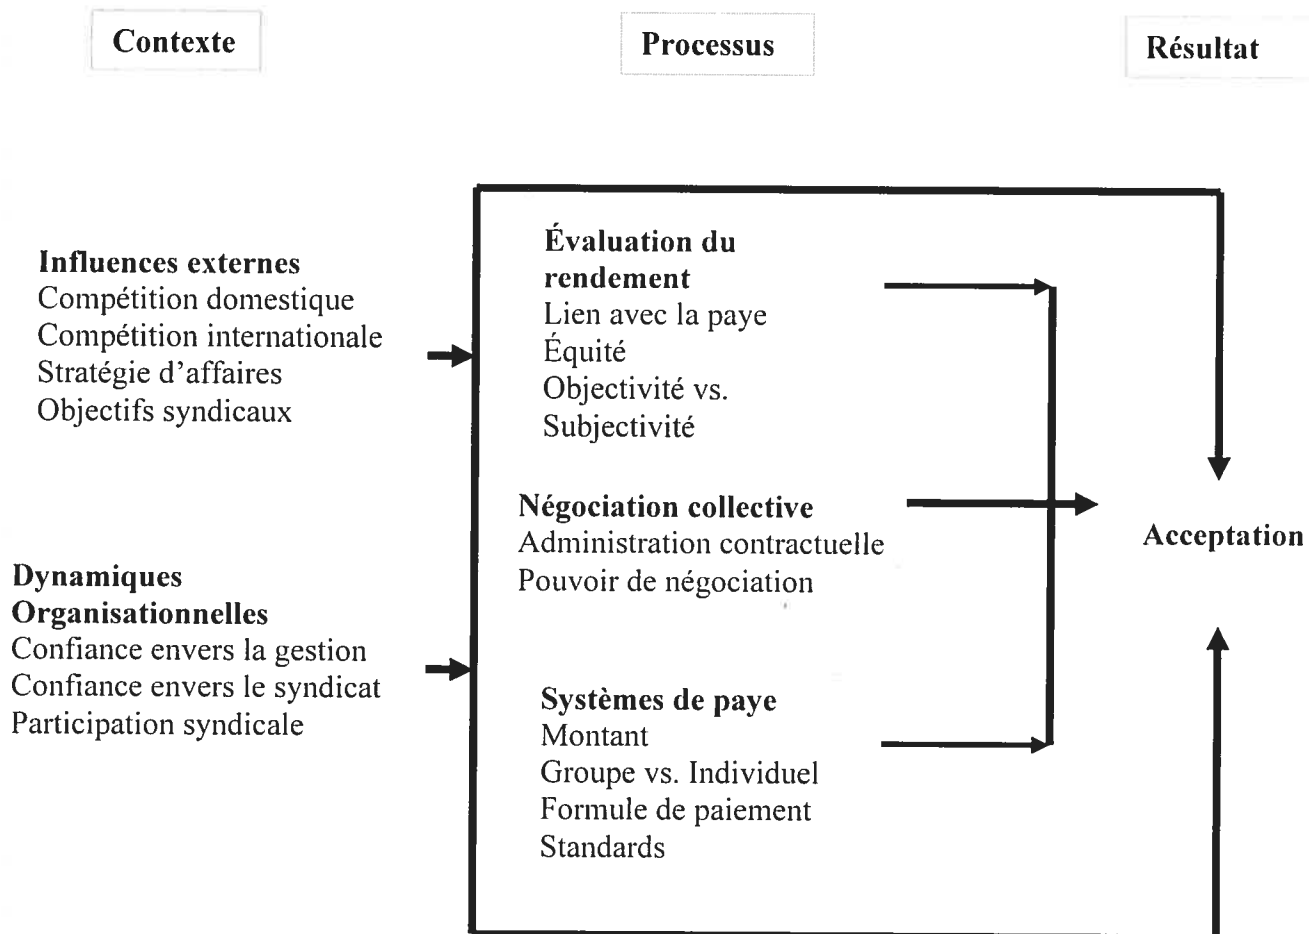 Contexte
Processus
Résultat
Influences externes
Compétition domestique
Compétition internationale
Stratégie d'affaires
Objectifs syndicaux
Dynamiques
Organisationnelles
Confiance envers la gestion
Confiance envers le syndicat
Participation syndicale
Évaluation du
rendement
Lien avec la paye
Équité
Objectivité vs.
Subjectivité
Négociation collective
Administration contractuelle
Pouvoir de négociation
Systèmes de paye
Montant
Groupe vs. Individuel
Formule de paiement
Standards
Acceptation